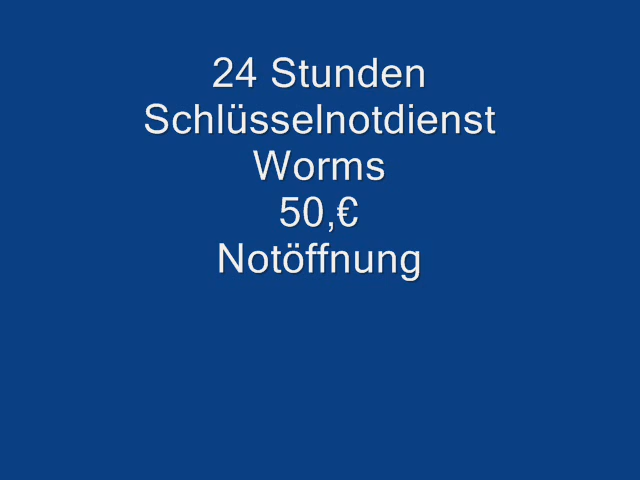 24 Stunden
Schlüsselnotdienst
Worms
50,€
Notöffnung